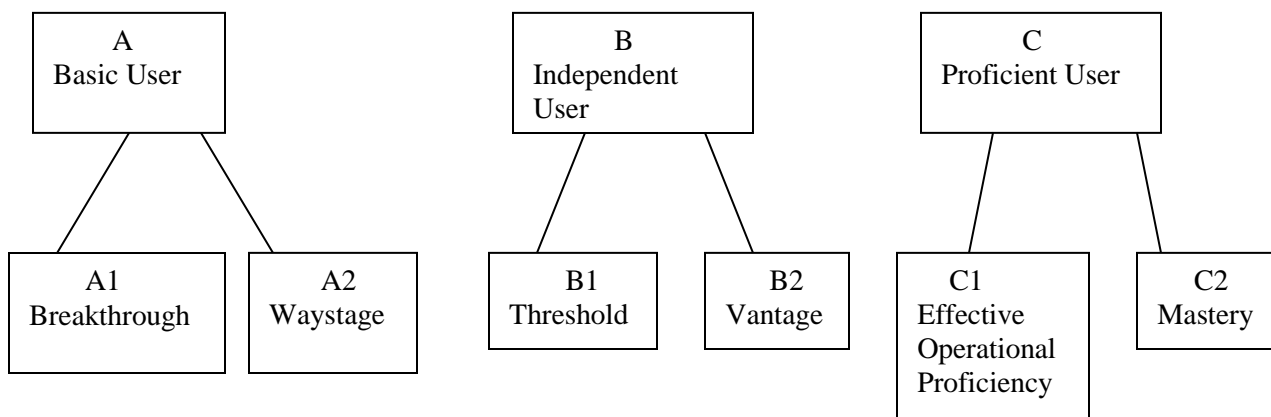 A
Basic User
B
Independent
User
C
Proficient User
A1
Breakthrough
A2
Waystage
B1
Threshold
B2
Vantage
C1
Effective
Operational
Proficiency
C2
Mastery